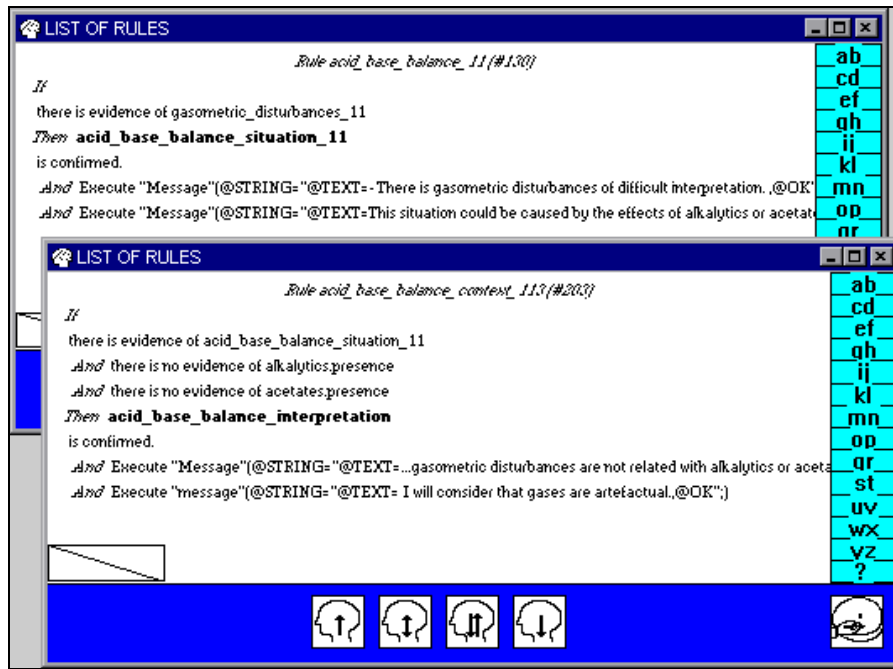 LIST OF RULES
Rule acid_base_balance_11 (#130)
If
there is evidence of gasometric_disturbances_11
Then acid_base_balance_situation_11
is confirmed.
And Execute "Message"(@STRING="@TEXT=-There is gasometric disturbances of difficult interpretation. ,@OK"
And Execute "Message"(@STRING="@TEXT=This situation could be caused by the effects of alkalytics or acetate
ab
cd
ef
gh
ij
kl
mn
op
qr
LIST OF RULES
Rule acid_base_balance_context_113 (#203)
If
there is evidence of acid_base_balance_situation_11
And there is no evidence of alkalytics.presence
And there is no evidence of acetates.presence
Then acid_base_balance_interpretation
is confirmed.
And Execute "Message"(@STRING="@TEXT=...gasometric disturbances are not related with alkalytics or aceta
And Execute "message"(@STRING="@TEXT= I will consider that gases are artefactual.,@OK";)
ab
cd
ef
gh
ij
kl
mn
op
qr
st
uv
wx
yz
?